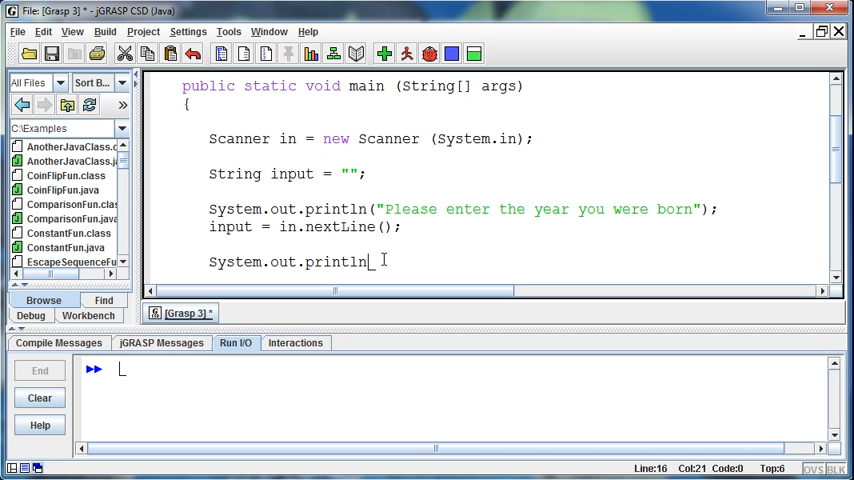 File: [Grasp 3] * - jGRASP CSD (Java)
File Edit View Build Project Settings Tools Window Help
All Files Sort B...
C:\Examples
AnotherJavaClass.c
AnotherJavaClass.ja
CoinFlipFun.class
CoinFlipFun.java
ComparisonFun.clas
ComparisonFun.java
ConstantFun.class
ConstantFun.java
EscapeSequenceFu
Browse Find
Debug Workbench
public static void main (String[] args)
{
Scanner in = new Scanner (System.in);
String input = "";
System.out.println("Please enter the year you were born");
input = in.nextLine();
System.out.println
[Grasp 3] *
Compile Messages jGRASP Messages Run I/O Interactions
End
Clear
Help
Line:16 Col:21 Code:0 Top:6 OVS BLK